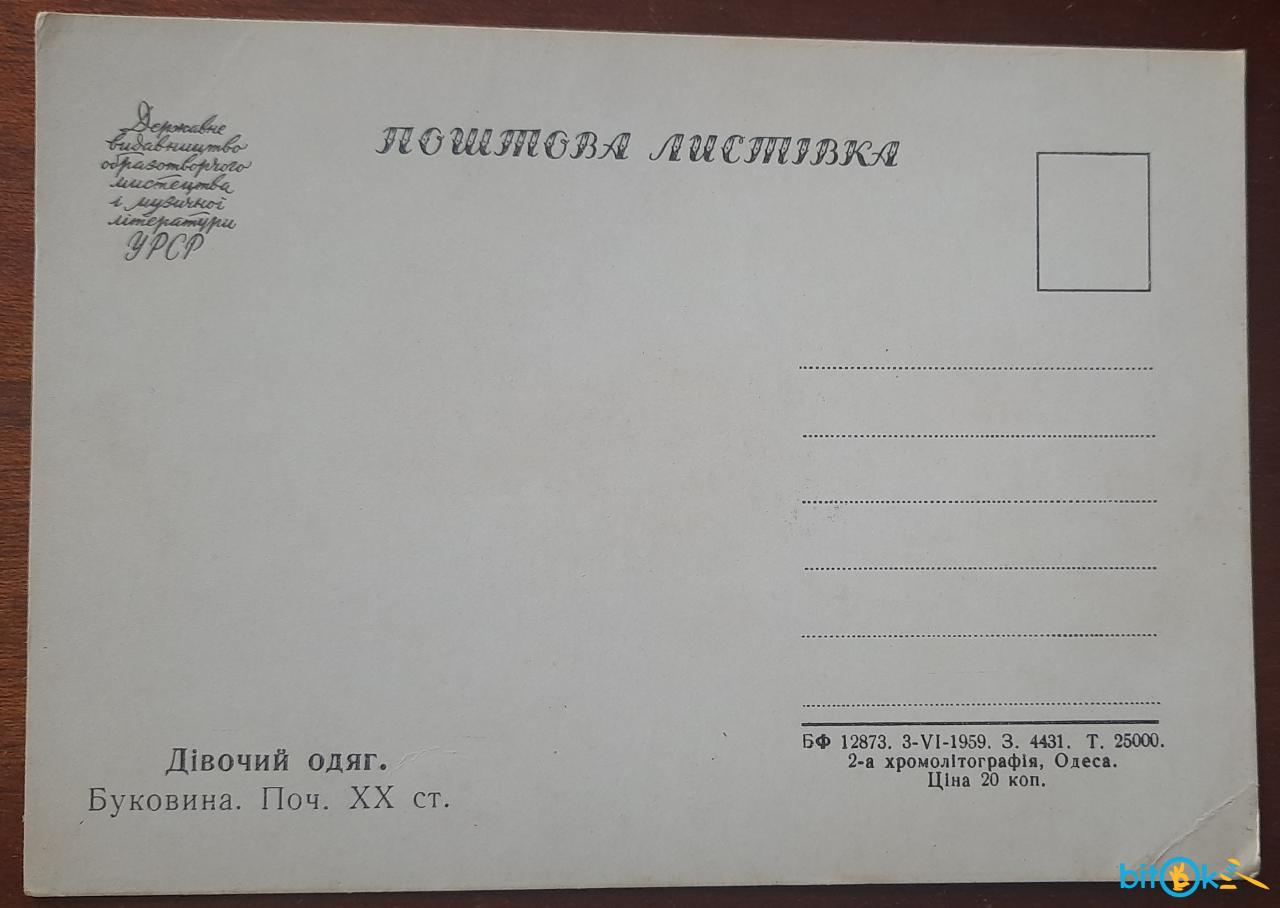 Державне
видавництво
образотворчого
мистецтва
і музичної
літератури
УРСР
ПОШТОВА ЛИСТІВКА
Дівочий одяг.
Буковина. Поч. XX ст.
БФ 12873. 3-VI-1959. З. 4431. Т. 25000.
2-а хромолітографія, Одеса.
Ціна 20 коп.
bitOk